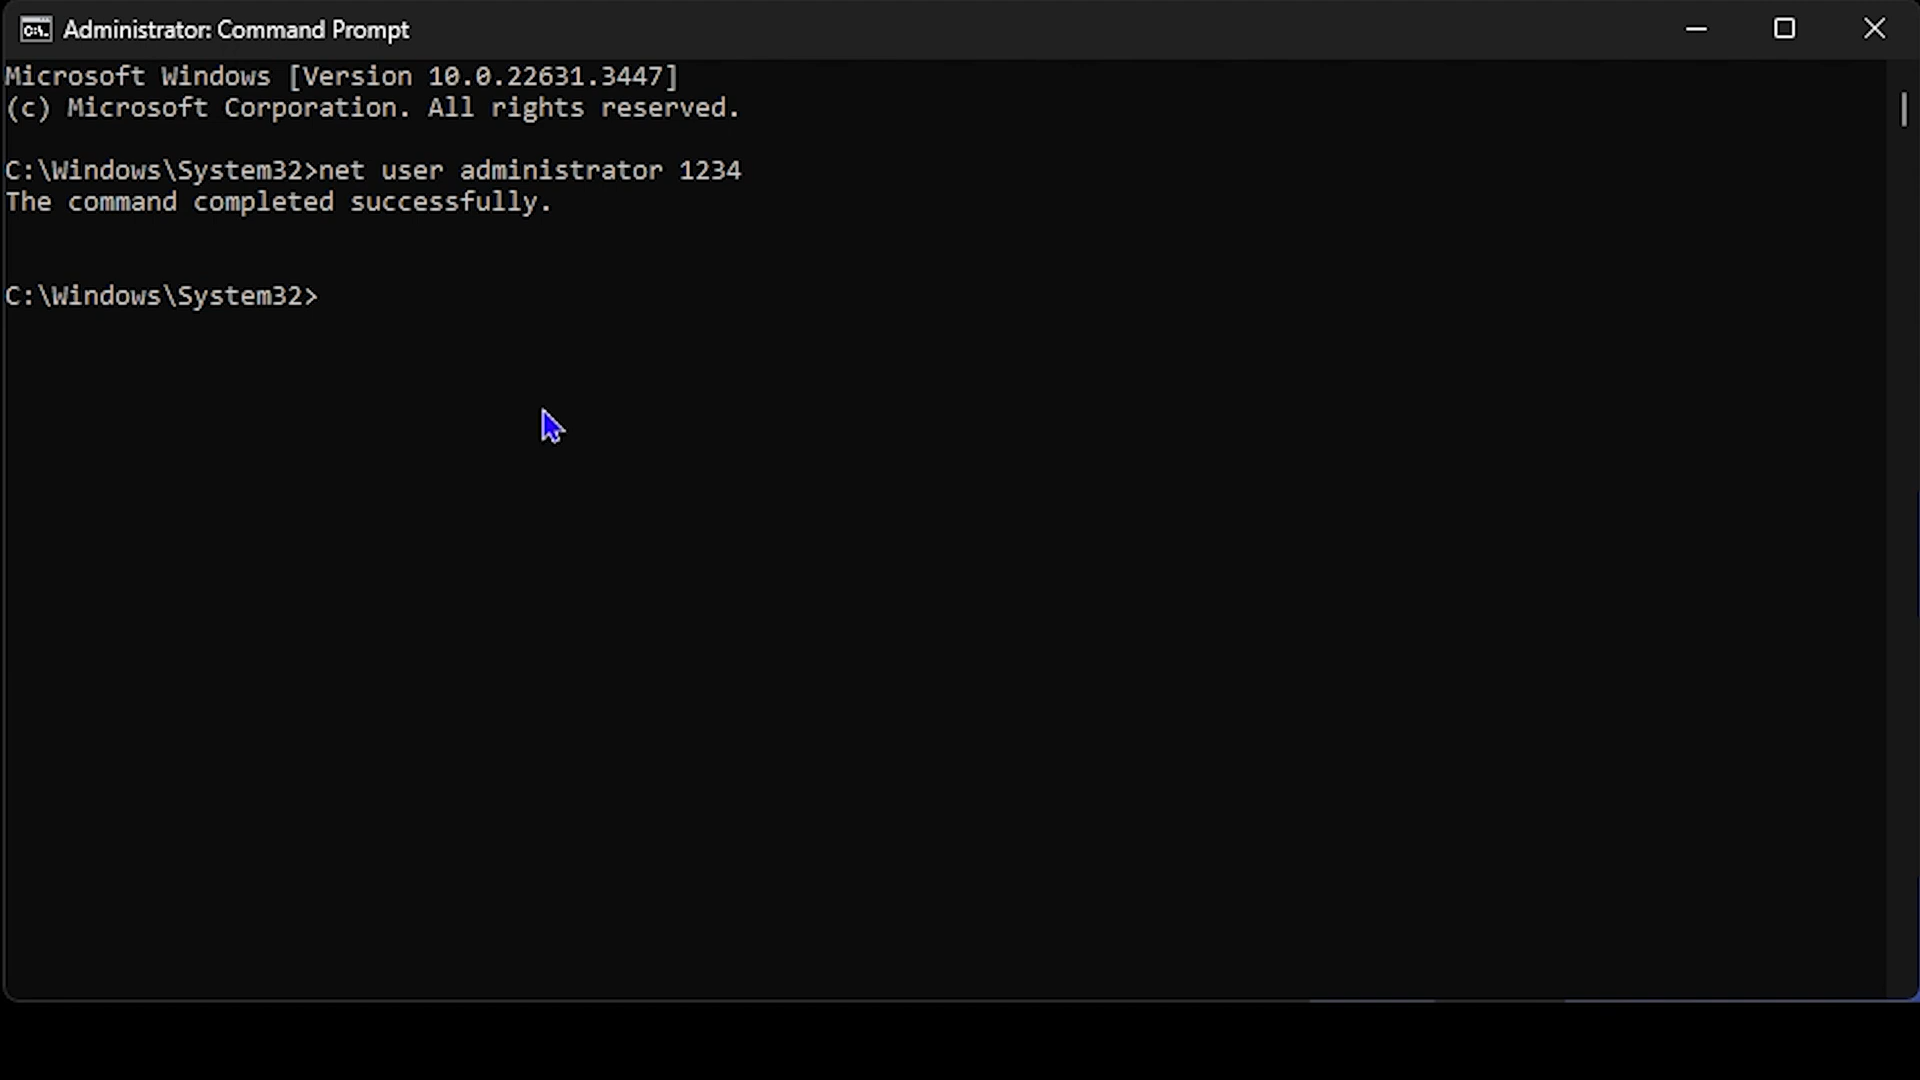 Administrator: Command Prompt
Microsoft Windows [Version 10.0.22631.3447]
(c) Microsoft Corporation. All rights reserved.
C:\Windows\System32>net user administrator 1234
The command completed successfully.
C:\Windows\System32>